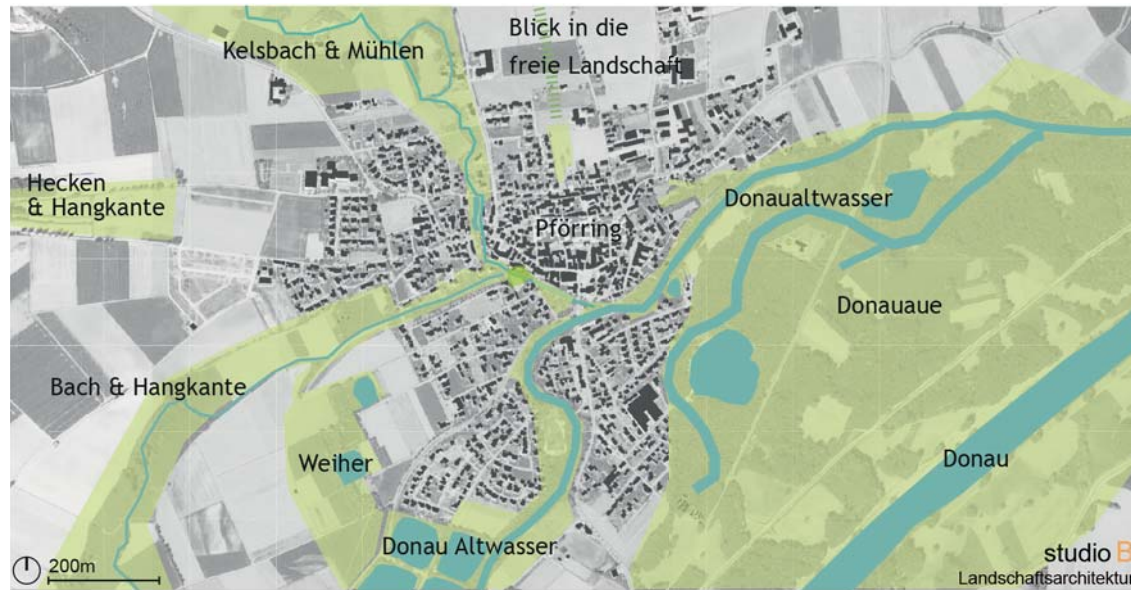 Kelsbach & Mühlen
Blick in die
freie Landschaft
Hecken
& Hangkante
Pförring
Donaualtwasser
Donauaue
Bach & Hangkante
Weiher
Donau
Donau Altwasser
200m
studio B
Landschaftsarchitektur